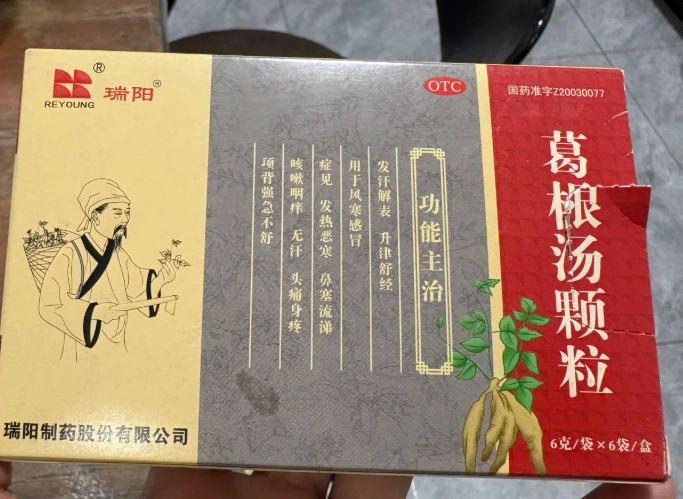 ®
REYOUNG
瑞阳®
瑞阳制药股份有限公司
OTC
功能主治
发汗解表 升津舒经
用于风寒感冒
症见 发热恶寒 鼻塞流涕
咳嗽咽痒 无汗 头痛身疼
项背强急不舒
国药准字Z20030077
葛根汤颗粒
6克/袋×6袋/盒